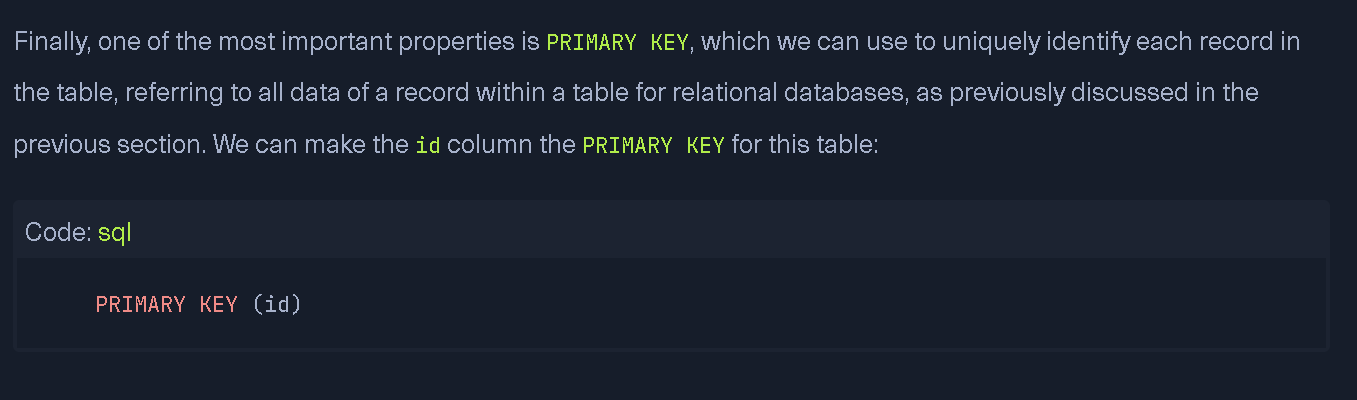 Finally, one of the most important properties is PRIMARY KEY, which we can use to uniquely identify each record in
the table, referring to all data of a record within a table for relational databases, as previously discussed in the
previous section. We can make the id column the PRIMARY KEY for this table:
Code: sql
PRIMARY KEY (id)